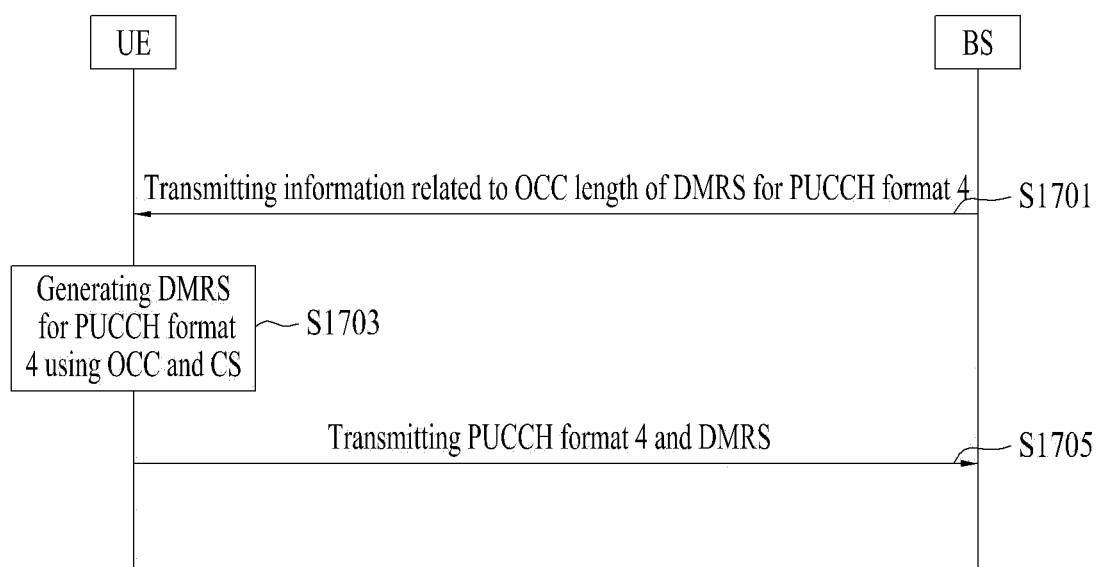 UE
BS
Transmitting information related to OCC length of DMRS for PUCCH format 4
S1701
Generating DMRS
for PUCCH format
4 using OCC and CS
S1703
Transmitting PUCCH format 4 and DMRS
S1705